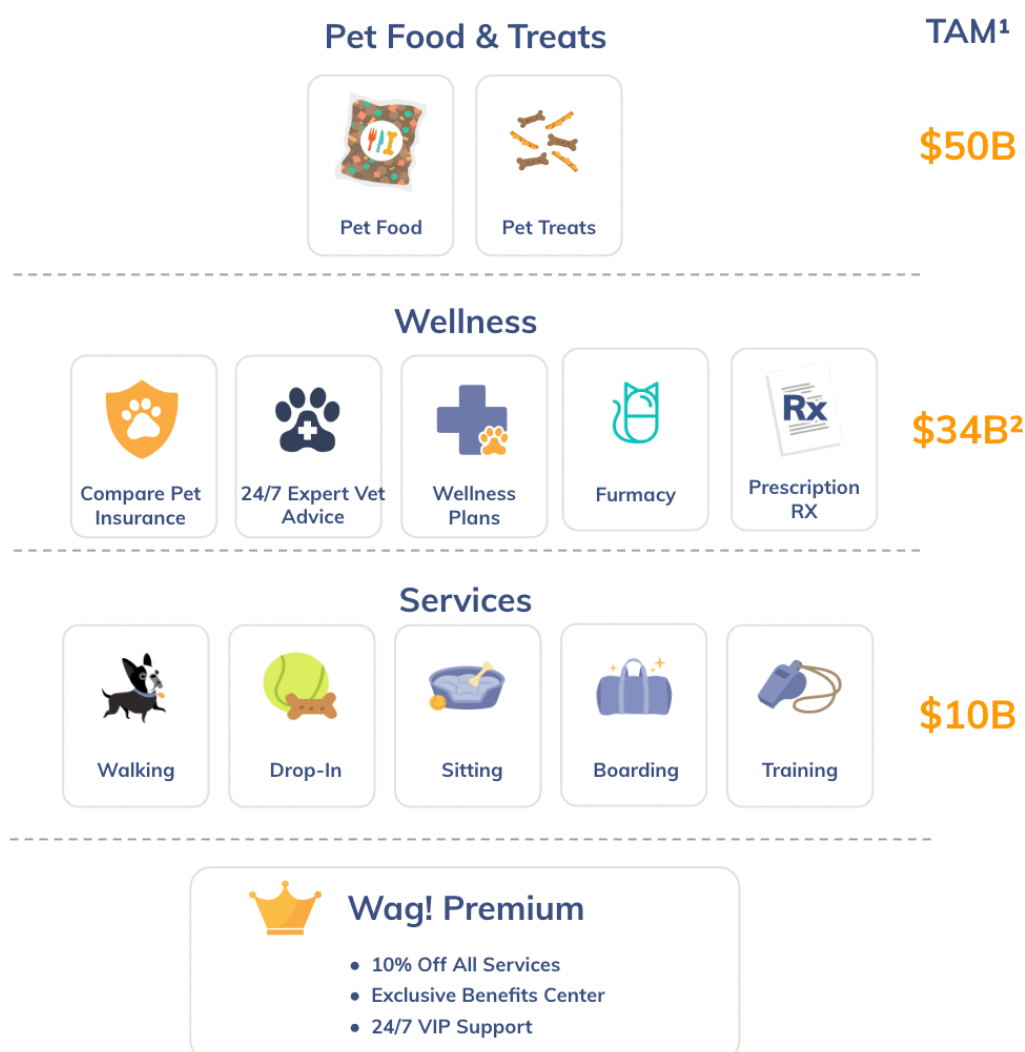 Pet Food & Treats
TAM¹
Pet Food
Pet Treats
$50B
Wellness
Compare Pet
Insurance
24/7 Expert Vet
Advice
Wellness
Plans
Furmacy
Rx
Prescription
RX
$34B²
Services
Walking
Drop-In
Sitting
Boarding
Training
$10B
Wag! Premium
• 10% Off All Services
• Exclusive Benefits Center
• 24/7 VIP Support